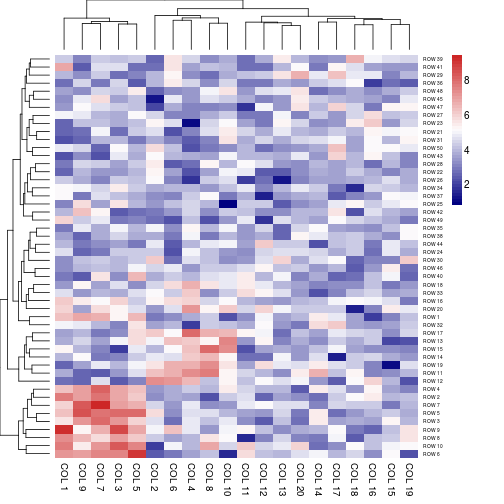 ROW 39
ROW 41
ROW 29
ROW 36
ROW 48
ROW 45
ROW 47
ROW 27
ROW 23
ROW 21
ROW 31
ROW 50
ROW 43
ROW 28
ROW 22
ROW 26
ROW 34
ROW 37
ROW 25
ROW 42
ROW 49
ROW 35
ROW 38
ROW 44
ROW 24
ROW 30
ROW 46
ROW 40
ROW 18
ROW 33
ROW 16
ROW 20
ROW 1
ROW 32
ROW 17
ROW 13
ROW 15
ROW 14
ROW 19
ROW 11
ROW 12
ROW 4
ROW 2
ROW 7
ROW 5
ROW 3
ROW 9
ROW 8
ROW 10
ROW 6
8
6
4
2
COL 1
COL 9
COL 7
COL 3
COL 5
COL 2
COL 6
COL 4
COL 8
COL 10
COL 11
COL 12
COL 13
COL 20
COL 14
COL 17
COL 18
COL 16
COL 15
COL 19